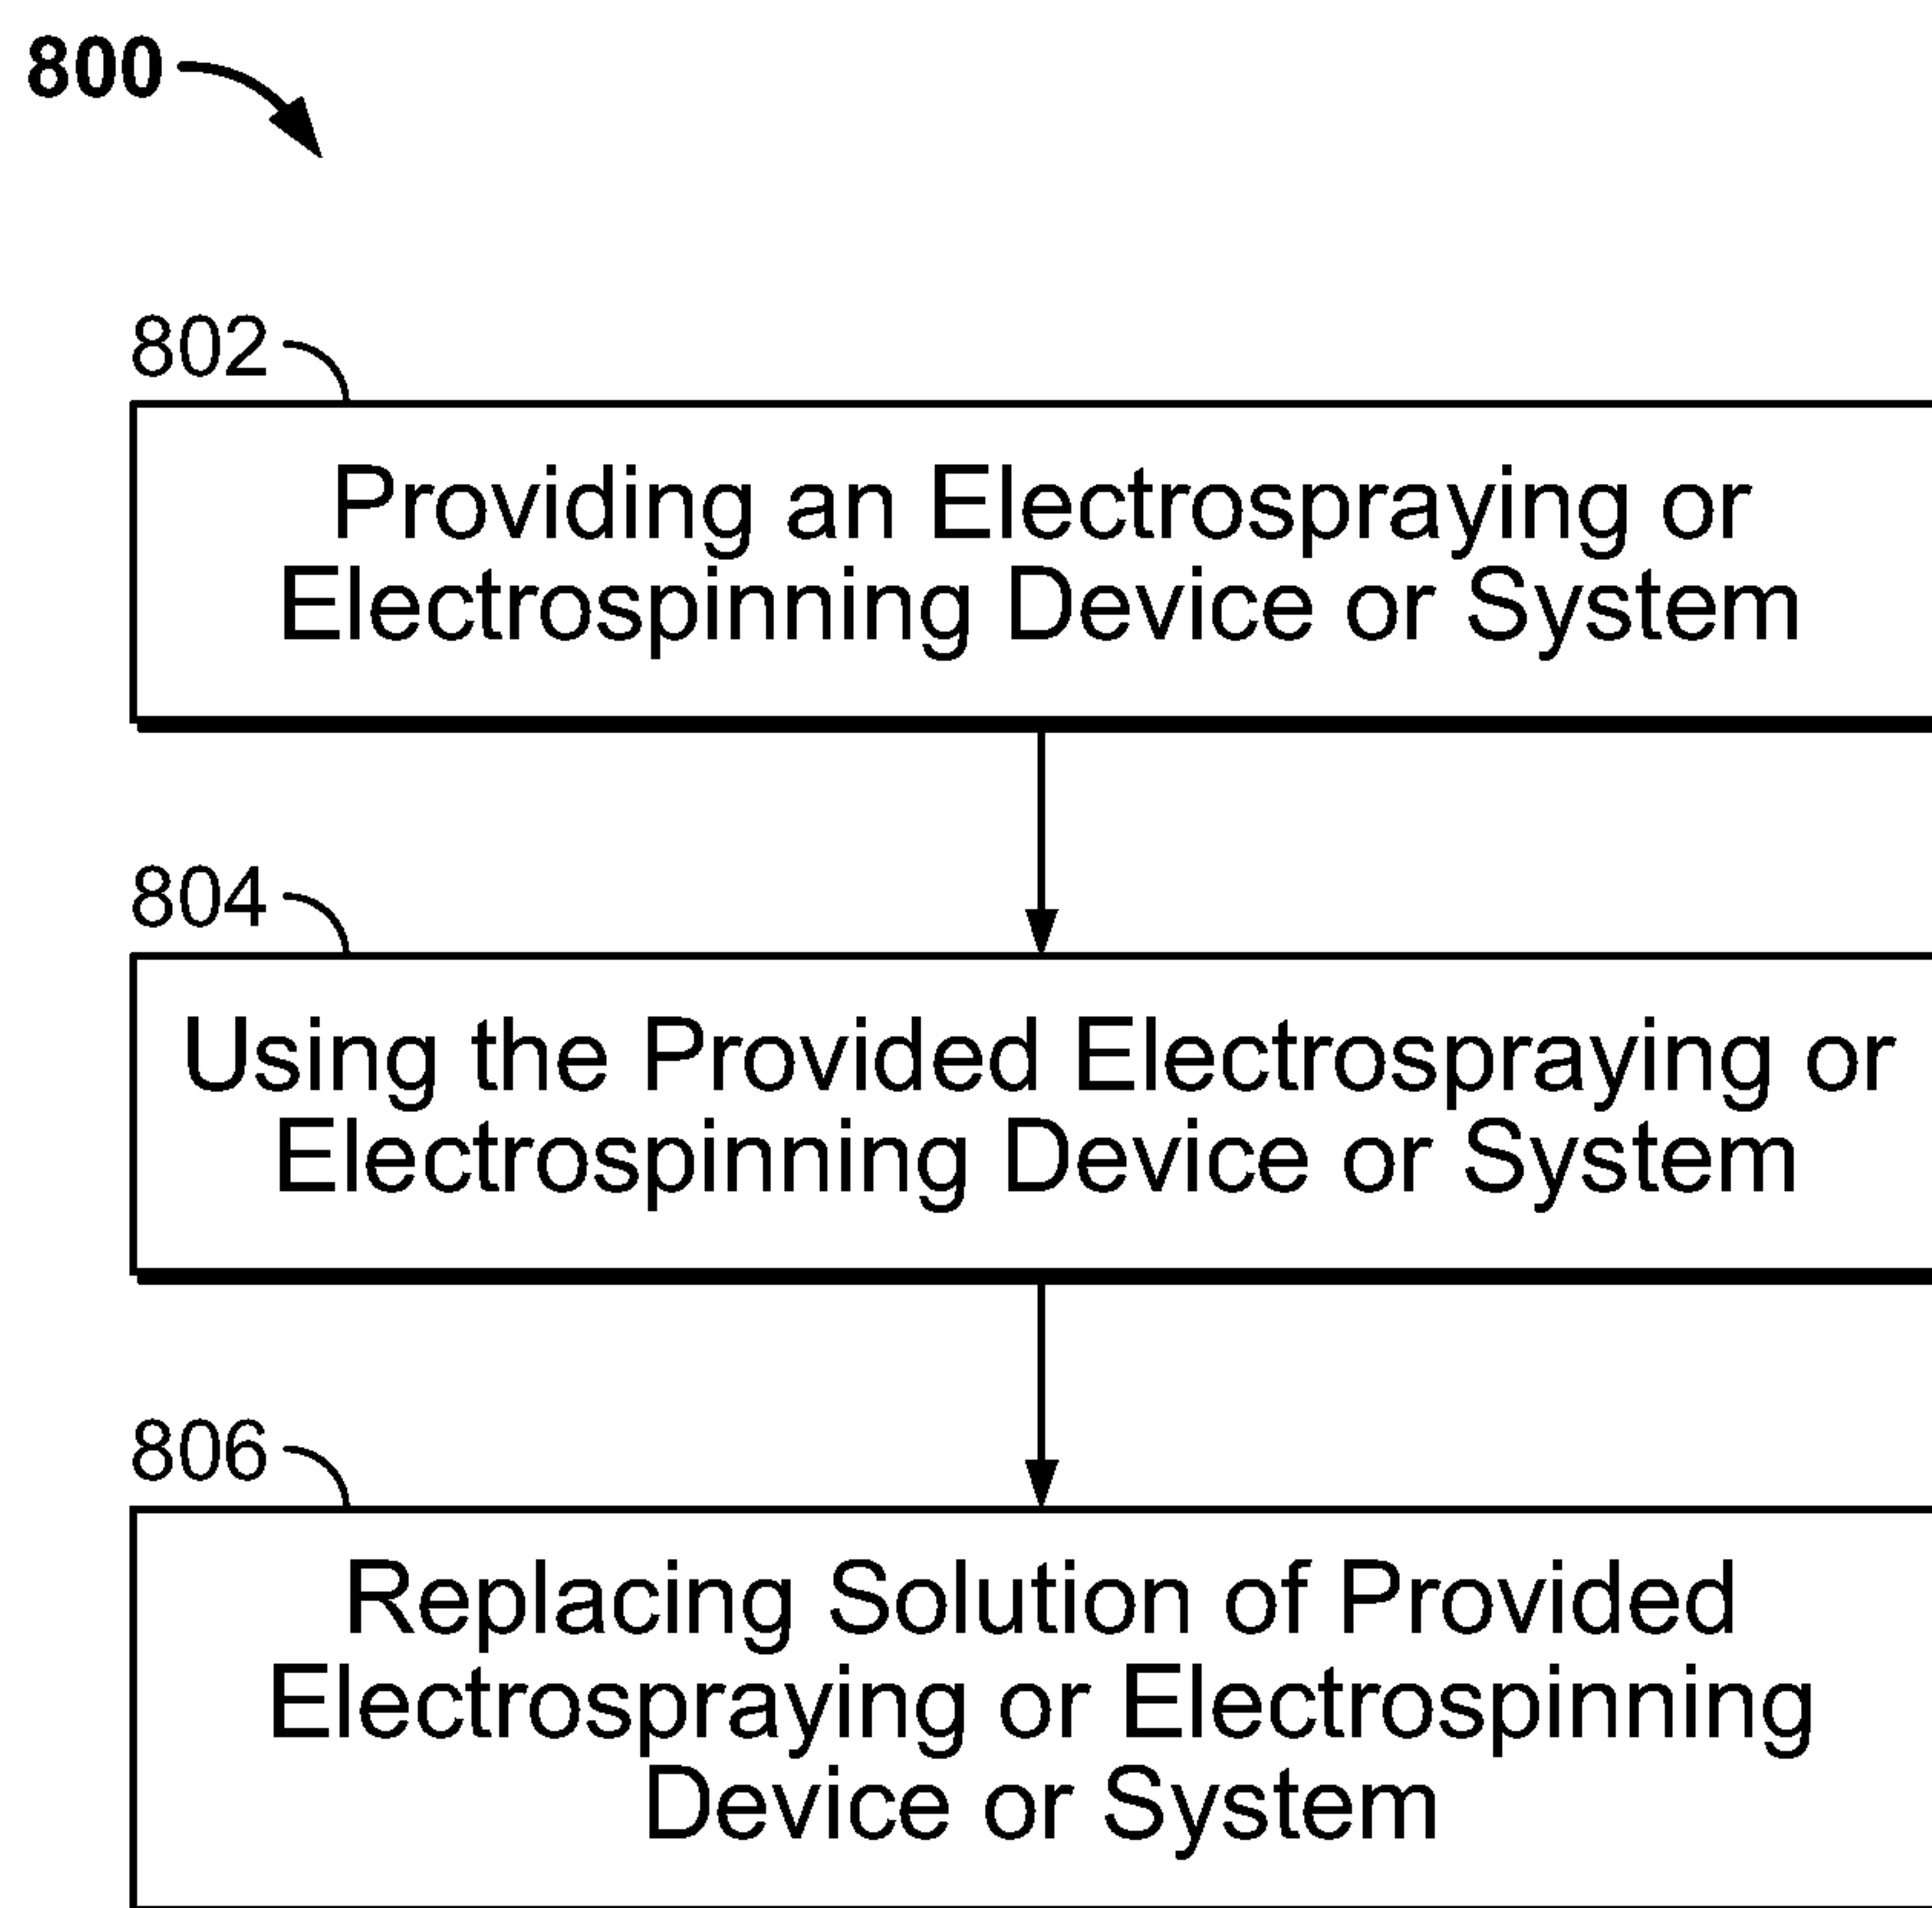 800
802
Providing an Electrospraying or
Electrospinning Device or System
804
Using the Provided Electrospraying or
Electrospinning Device or System
806
Replacing Solution of Provided
Electrospraying or Electrospinning
Device or System